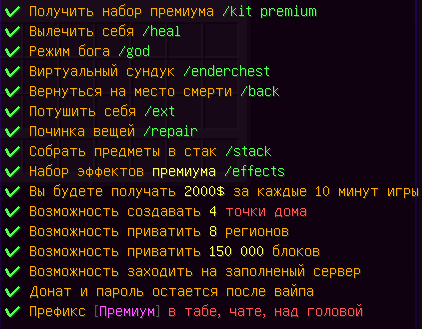 ✔ Получить набор премиума /kit premium
✔ Вылечить себя /heal
✔ Режим бога /god
✔ Виртуальный сундук /enderchest
✔ Вернуться на место смерти /back
✔ Потушить себя /ext
✔ Починка вещей /repair
✔ Собрать предметы в стак /stack
✔ Набор эффектов премиума /effects
✔ Вы будете получать 2000$ за каждые 10 минут игры
✔ Возможность создавать 4 точки дома
✔ Возможность приватить 8 регионов
✔ Возможность приватить 150 000 блоков
✔ Возможность заходить на заполненый сервер
✔ Донат и пароль остается после вайпа
✔ Префикс [Премиум] в табе, чате, над головой